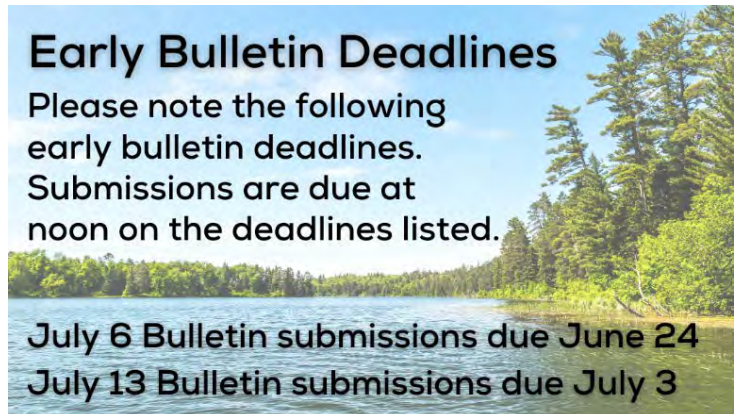 Early Bulletin Deadlines
Please note the following
early bulletin deadlines.
Submissions are due at
noon on the deadlines listed.
July 6 Bulletin submissions due June 24
July 13 Bulletin submissions due July 3